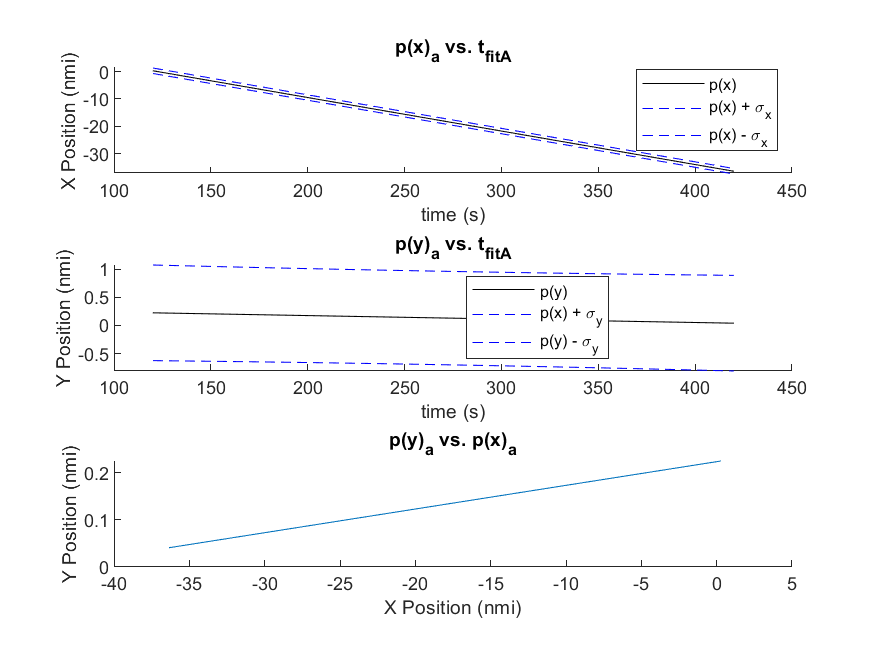 p(x)a vs. tfitA
X Position (nmi)
0
-10
-20
-30
p(x)
p(x) + σx
p(x) - σx
100 150 200 250 300 350 400 450
time (s)
p(y)a vs. tfitA
Y Position (nmi)
1
0.5
0
-0.5
p(y)
p(x) + σy
p(y) - σy
100 150 200 250 300 350 400 450
time (s)
p(y)a vs. p(x)a
Y Position (nmi)
0.2
0.1
0
-40 -35 -30 -25 -20 -15 -10 -5 0 5
X Position (nmi)